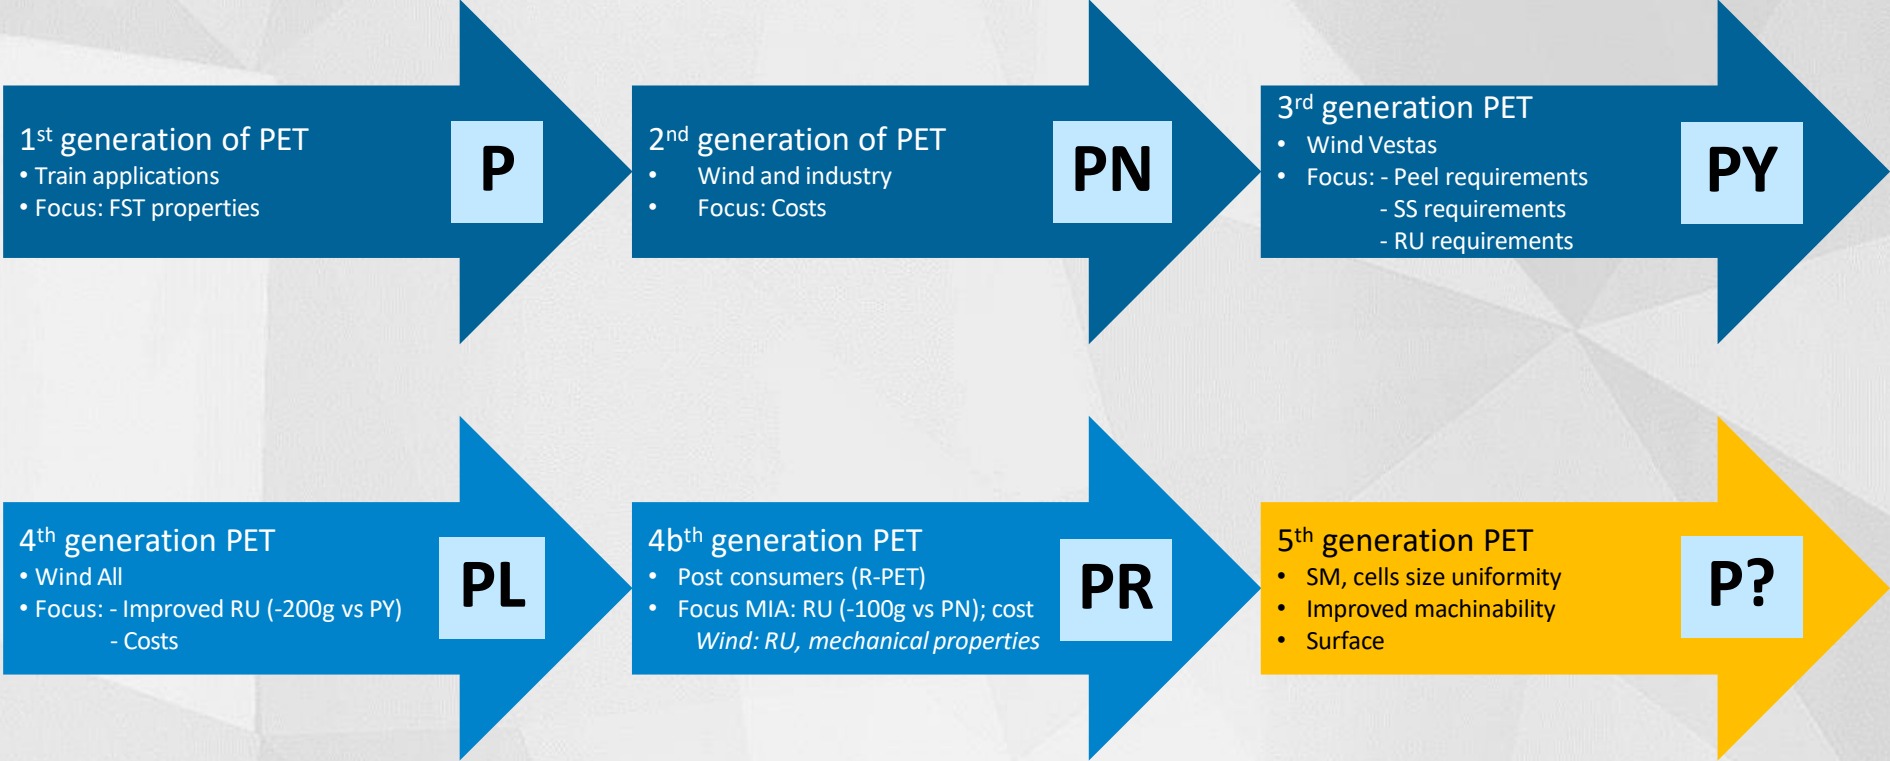 1st generation of PET
• Train applications
• Focus: FST properties
P
2nd generation of PET
• Wind and industry
• Focus: Costs
PN
3rd generation PET
• Wind Vestas
• Focus: - Peel requirements
- SS requirements
- RU requirements
PY
4th generation PET
• Wind All
• Focus: - Improved RU (-200g vs PY)
- Costs
PL
4bth generation PET
• Post consumers (R-PET)
• Focus MIA: RU (-100g vs PN); cost
Wind: RU, mechanical properties
PR
5th generation PET
• SM, cells size uniformity
• Improved machinability
• Surface
P?